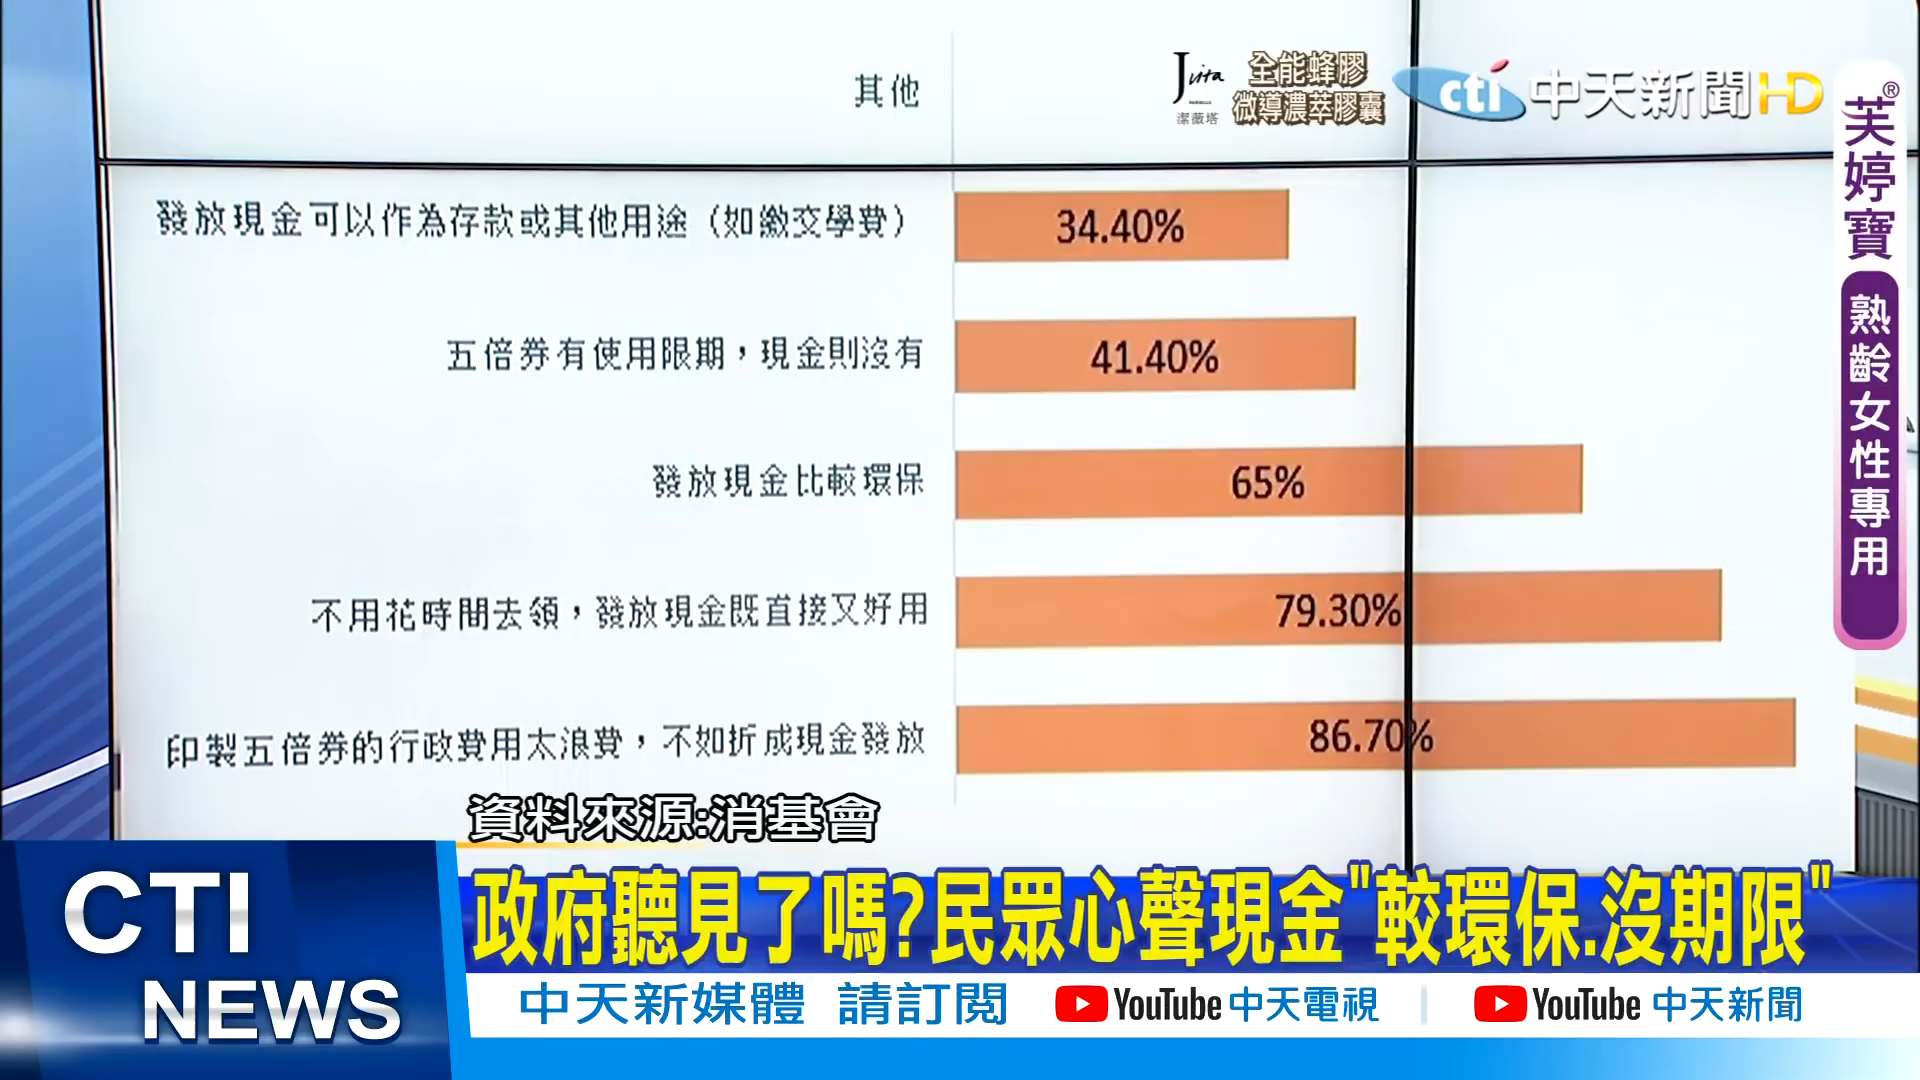 其他
Jvita
潔薇塔
全能蜂膠
微導濃萃膠囊
cti 中天新聞HD
芙婷寶®
熟齡女性專用
發放現金可以作為存款或其他用途（如繳交學費）
34.40%
五倍券有使用限期，現金則沒有
41.40%
發放現金比較環保
65%
不用花時間去領，發放現金既直接又好用
79.30%
印製五倍券的行政費用太浪費，不如折成現金發放
86.70%
資料來源:消基會
CTI
NEWS
政府聽見了嗎?民眾心聲現金"較環保.沒期限"
中天新媒體 請訂閱 YouTube 中天電視 | YouTube 中天新聞